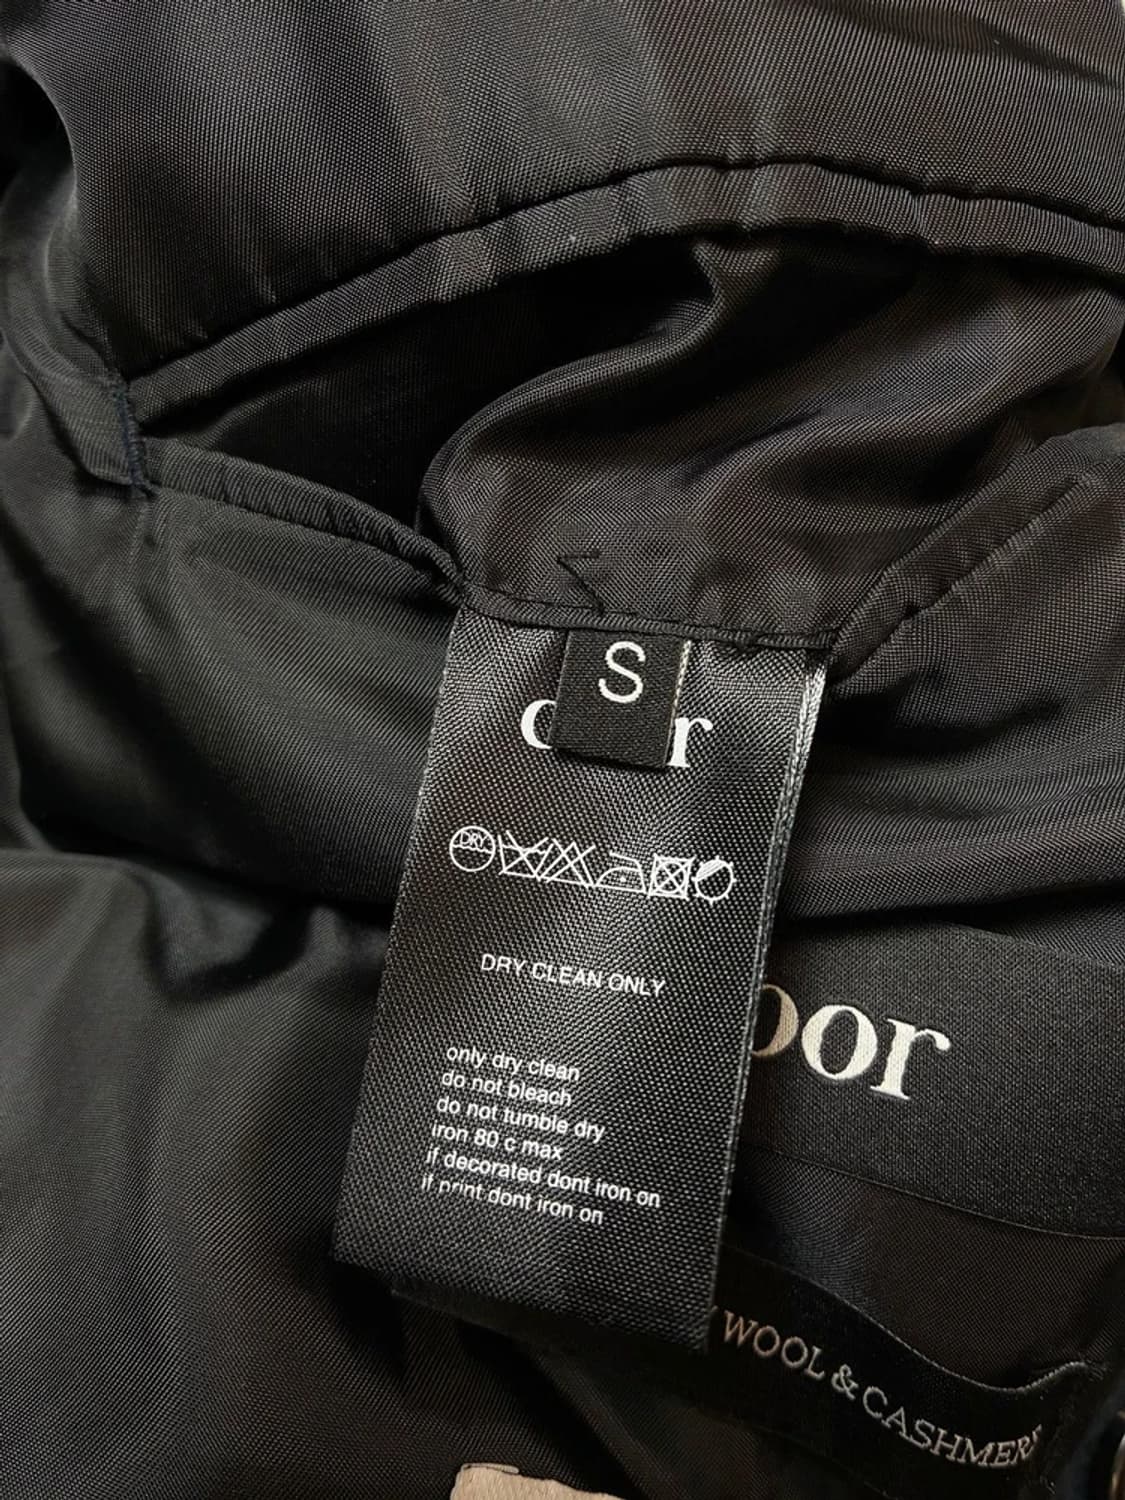 S
DRY
DRY CLEAN ONLY
only dry clean
do not bleach
do not tumble dry
iron 80 c max
if decorated dont iron on
if print dont iron on
oor
WOOL & CASHMERE